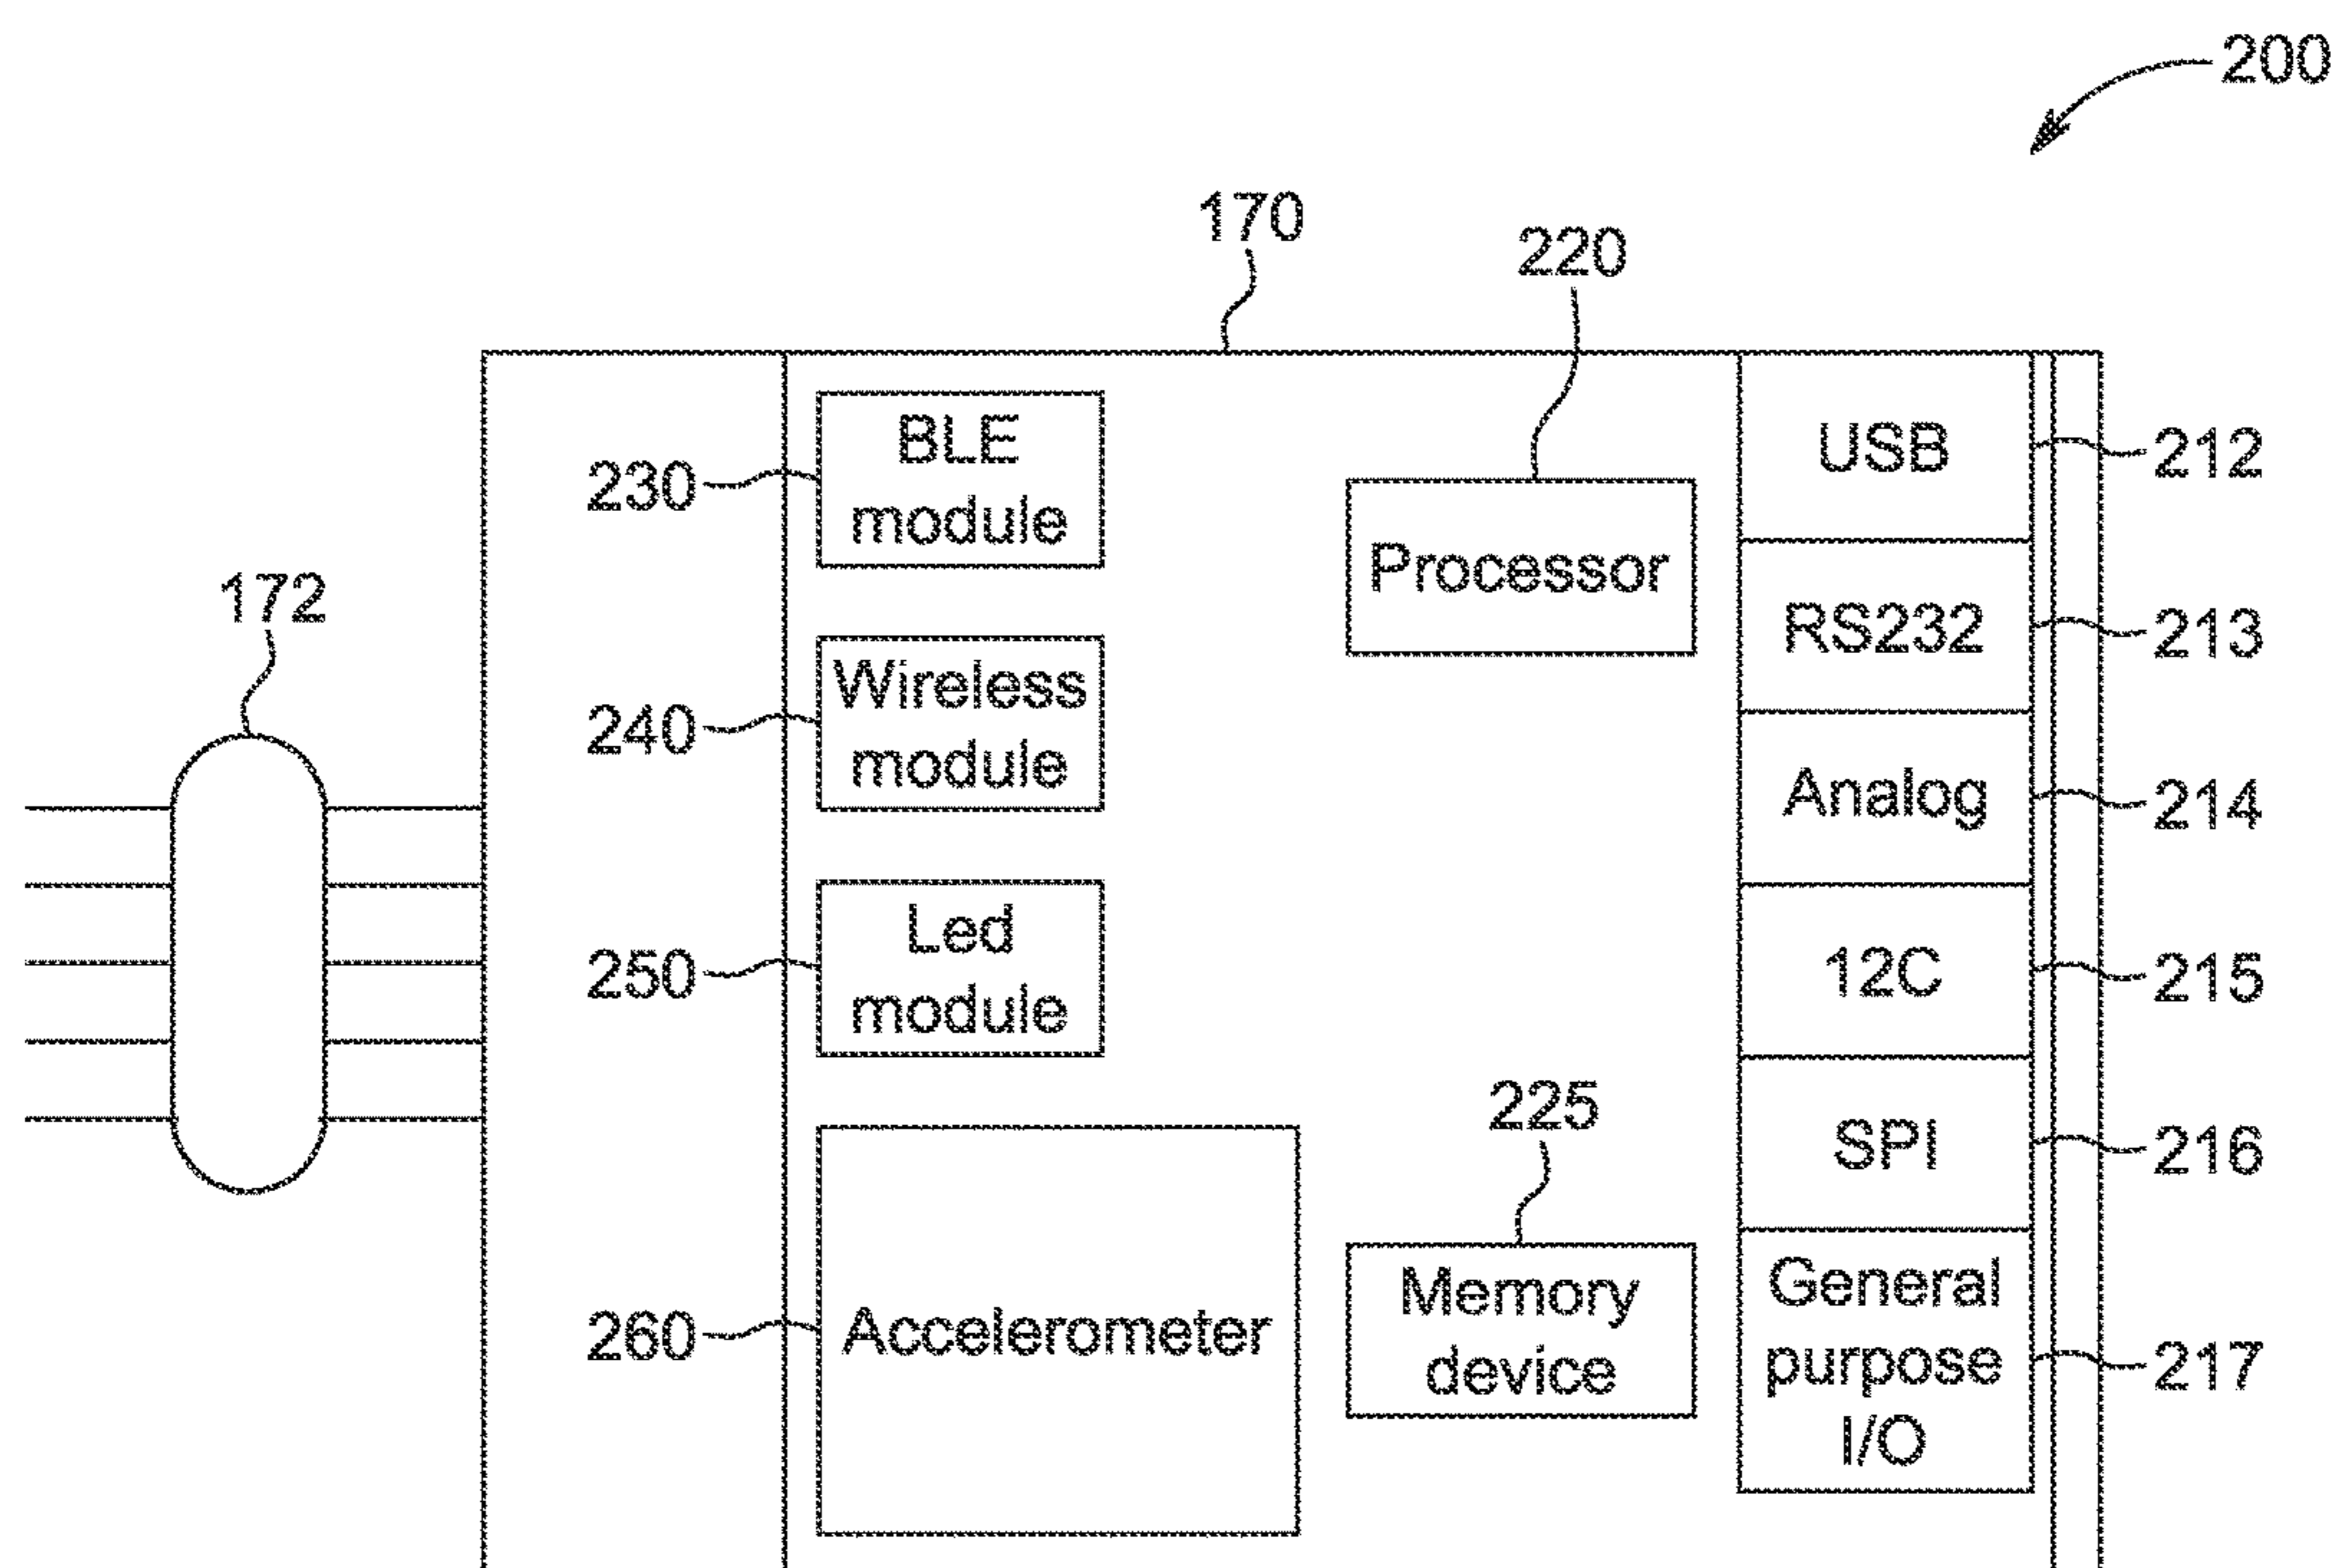 200
170
220
BLE
module
230
USB
212
Processor
172
RS232
213
Wireless
module
240
Analog
214
Led
module
250
12C
215
225
SPI
216
Accelerometer
260
Memory
device
General
purpose
I/O
217